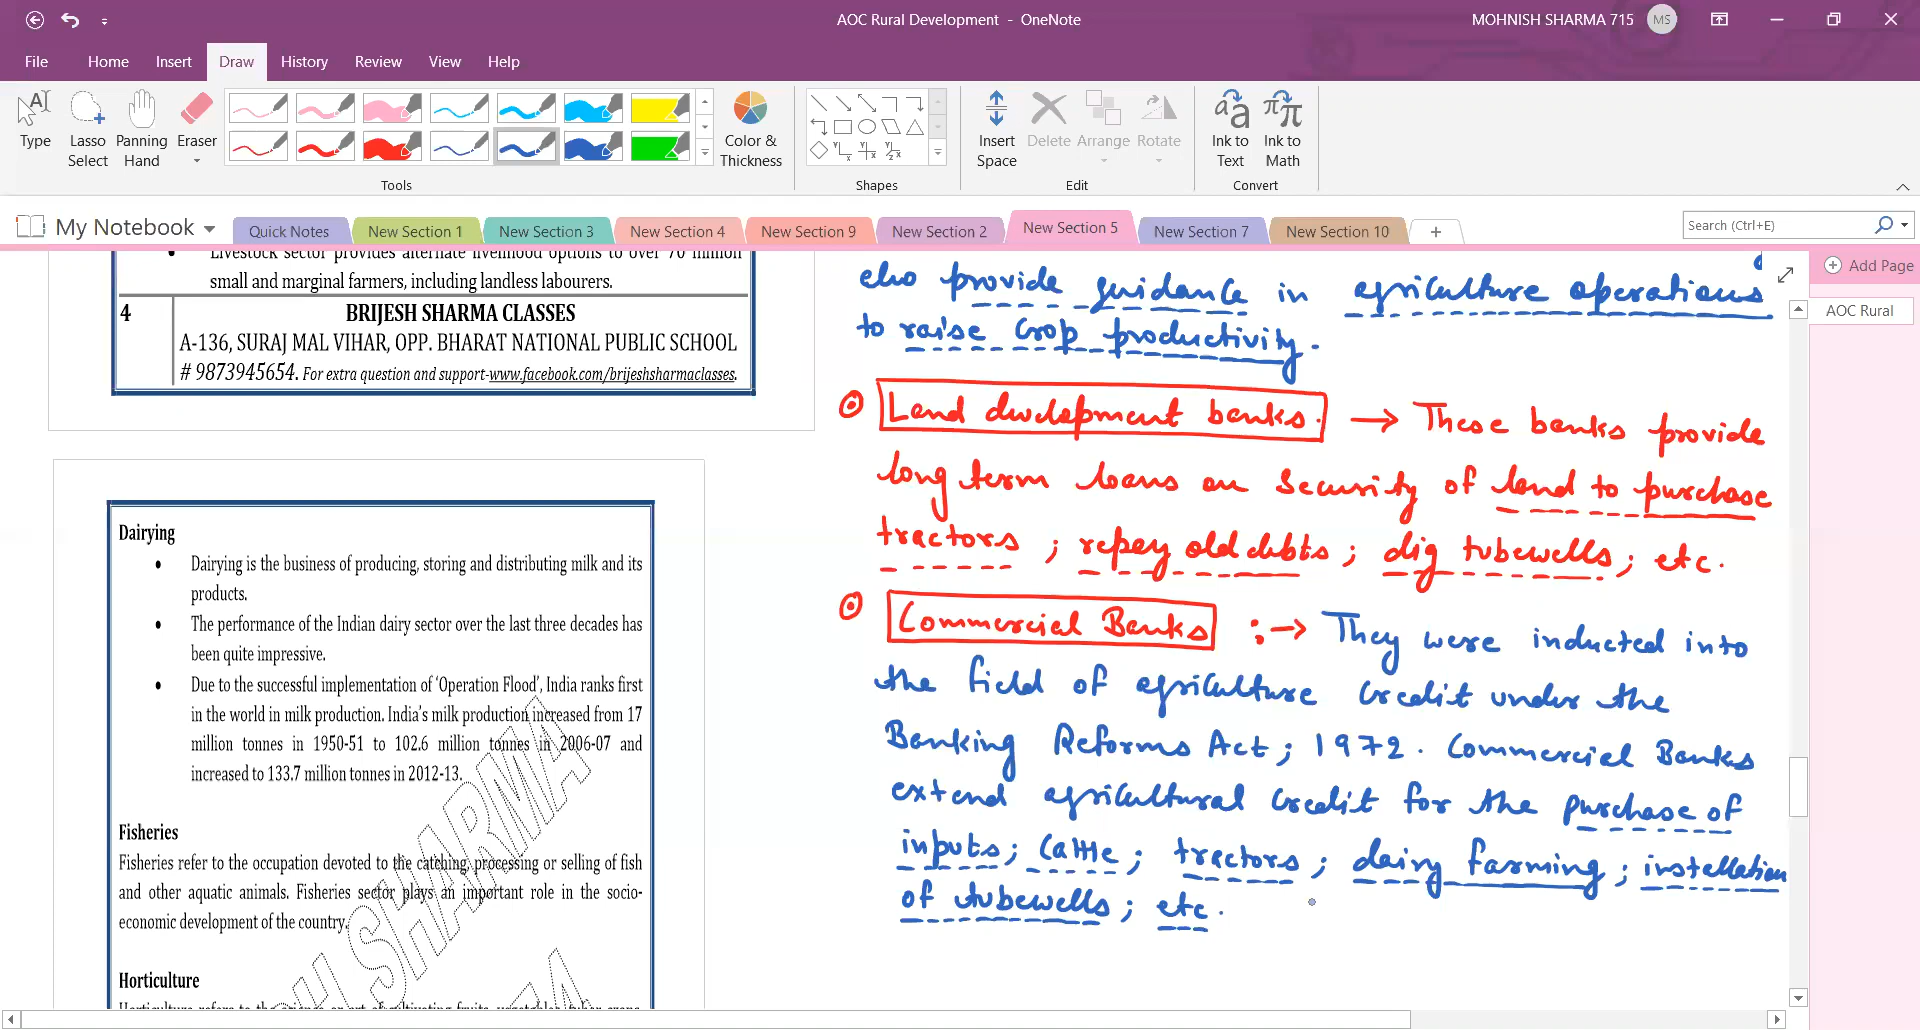 AOC Rural Development - OneNote
MOHNISH SHARMA 715
MS
File
Home
Insert
Draw
History
Review
View
Help
Type
Lasso Select
Panning Hand
Eraser
Color & Thickness
Insert Space
Delete
Arrange
Rotate
Ink to Text
Ink to Math
Tools
Shapes
Edit
Convert
My Notebook
Quick Notes
New Section 1
New Section 3
New Section 4
New Section 9
New Section 2
New Section 5
New Section 7
New Section 10
Search (Ctrl+E)
Add Page
AOC Rural
Livestock sector provides alternate livelihood options to over 70 million
small and marginal farmers, including landless labourers.
4
BRIJESH SHARMA CLASSES
A-136, SURAJ MAL VIHAR, OPP. BHARAT NATIONAL PUBLIC SCHOOL
# 9873945654. For extra question and support-www.facebook.com/brijeshsharmaclasses.
Dairying
• Dairying is the business of producing, storing and distributing milk and its
products.
• The performance of the Indian dairy sector over the last three decades has
been quite impressive.
• Due to the successful implementation of ‘Operation Flood’, India ranks first
in the world in milk production. India’s milk production increased from 17
million tonnes in 1950-51 to 102.6 million tonnes in 2006-07 and
increased to 133.7 million tonnes in 2012-13.
Fisheries
Fisheries refer to the occupation devoted to the catching, processing or selling of fish
and other aquatic animals. Fisheries sector plays an important role in the socio-
economic development of the country.
Horticulture
SHARMA
also provide guidance in agriculture operations
to raise crop productivity.
Land development banks. → These banks provide
long term loans on security of land to purchase
tractors ; repay old debts ; dig tubewells ; etc.
Commercial Banks :→ They were inducted into
the field of agriculture credit under the
Banking Reforms Act ; 1972. Commercial Banks
extend agricultural credit for the purchase of
inputs ; cattle ; tractors ; dairy farming ; installation
of tubewells ; etc.